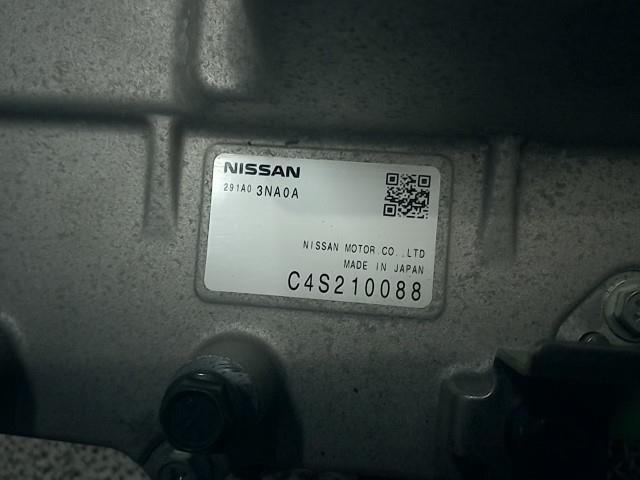 NISSAN
291A0 3NA0A
NISSAN MOTOR CO.,LTD
MADE IN JAPAN
C4S210088